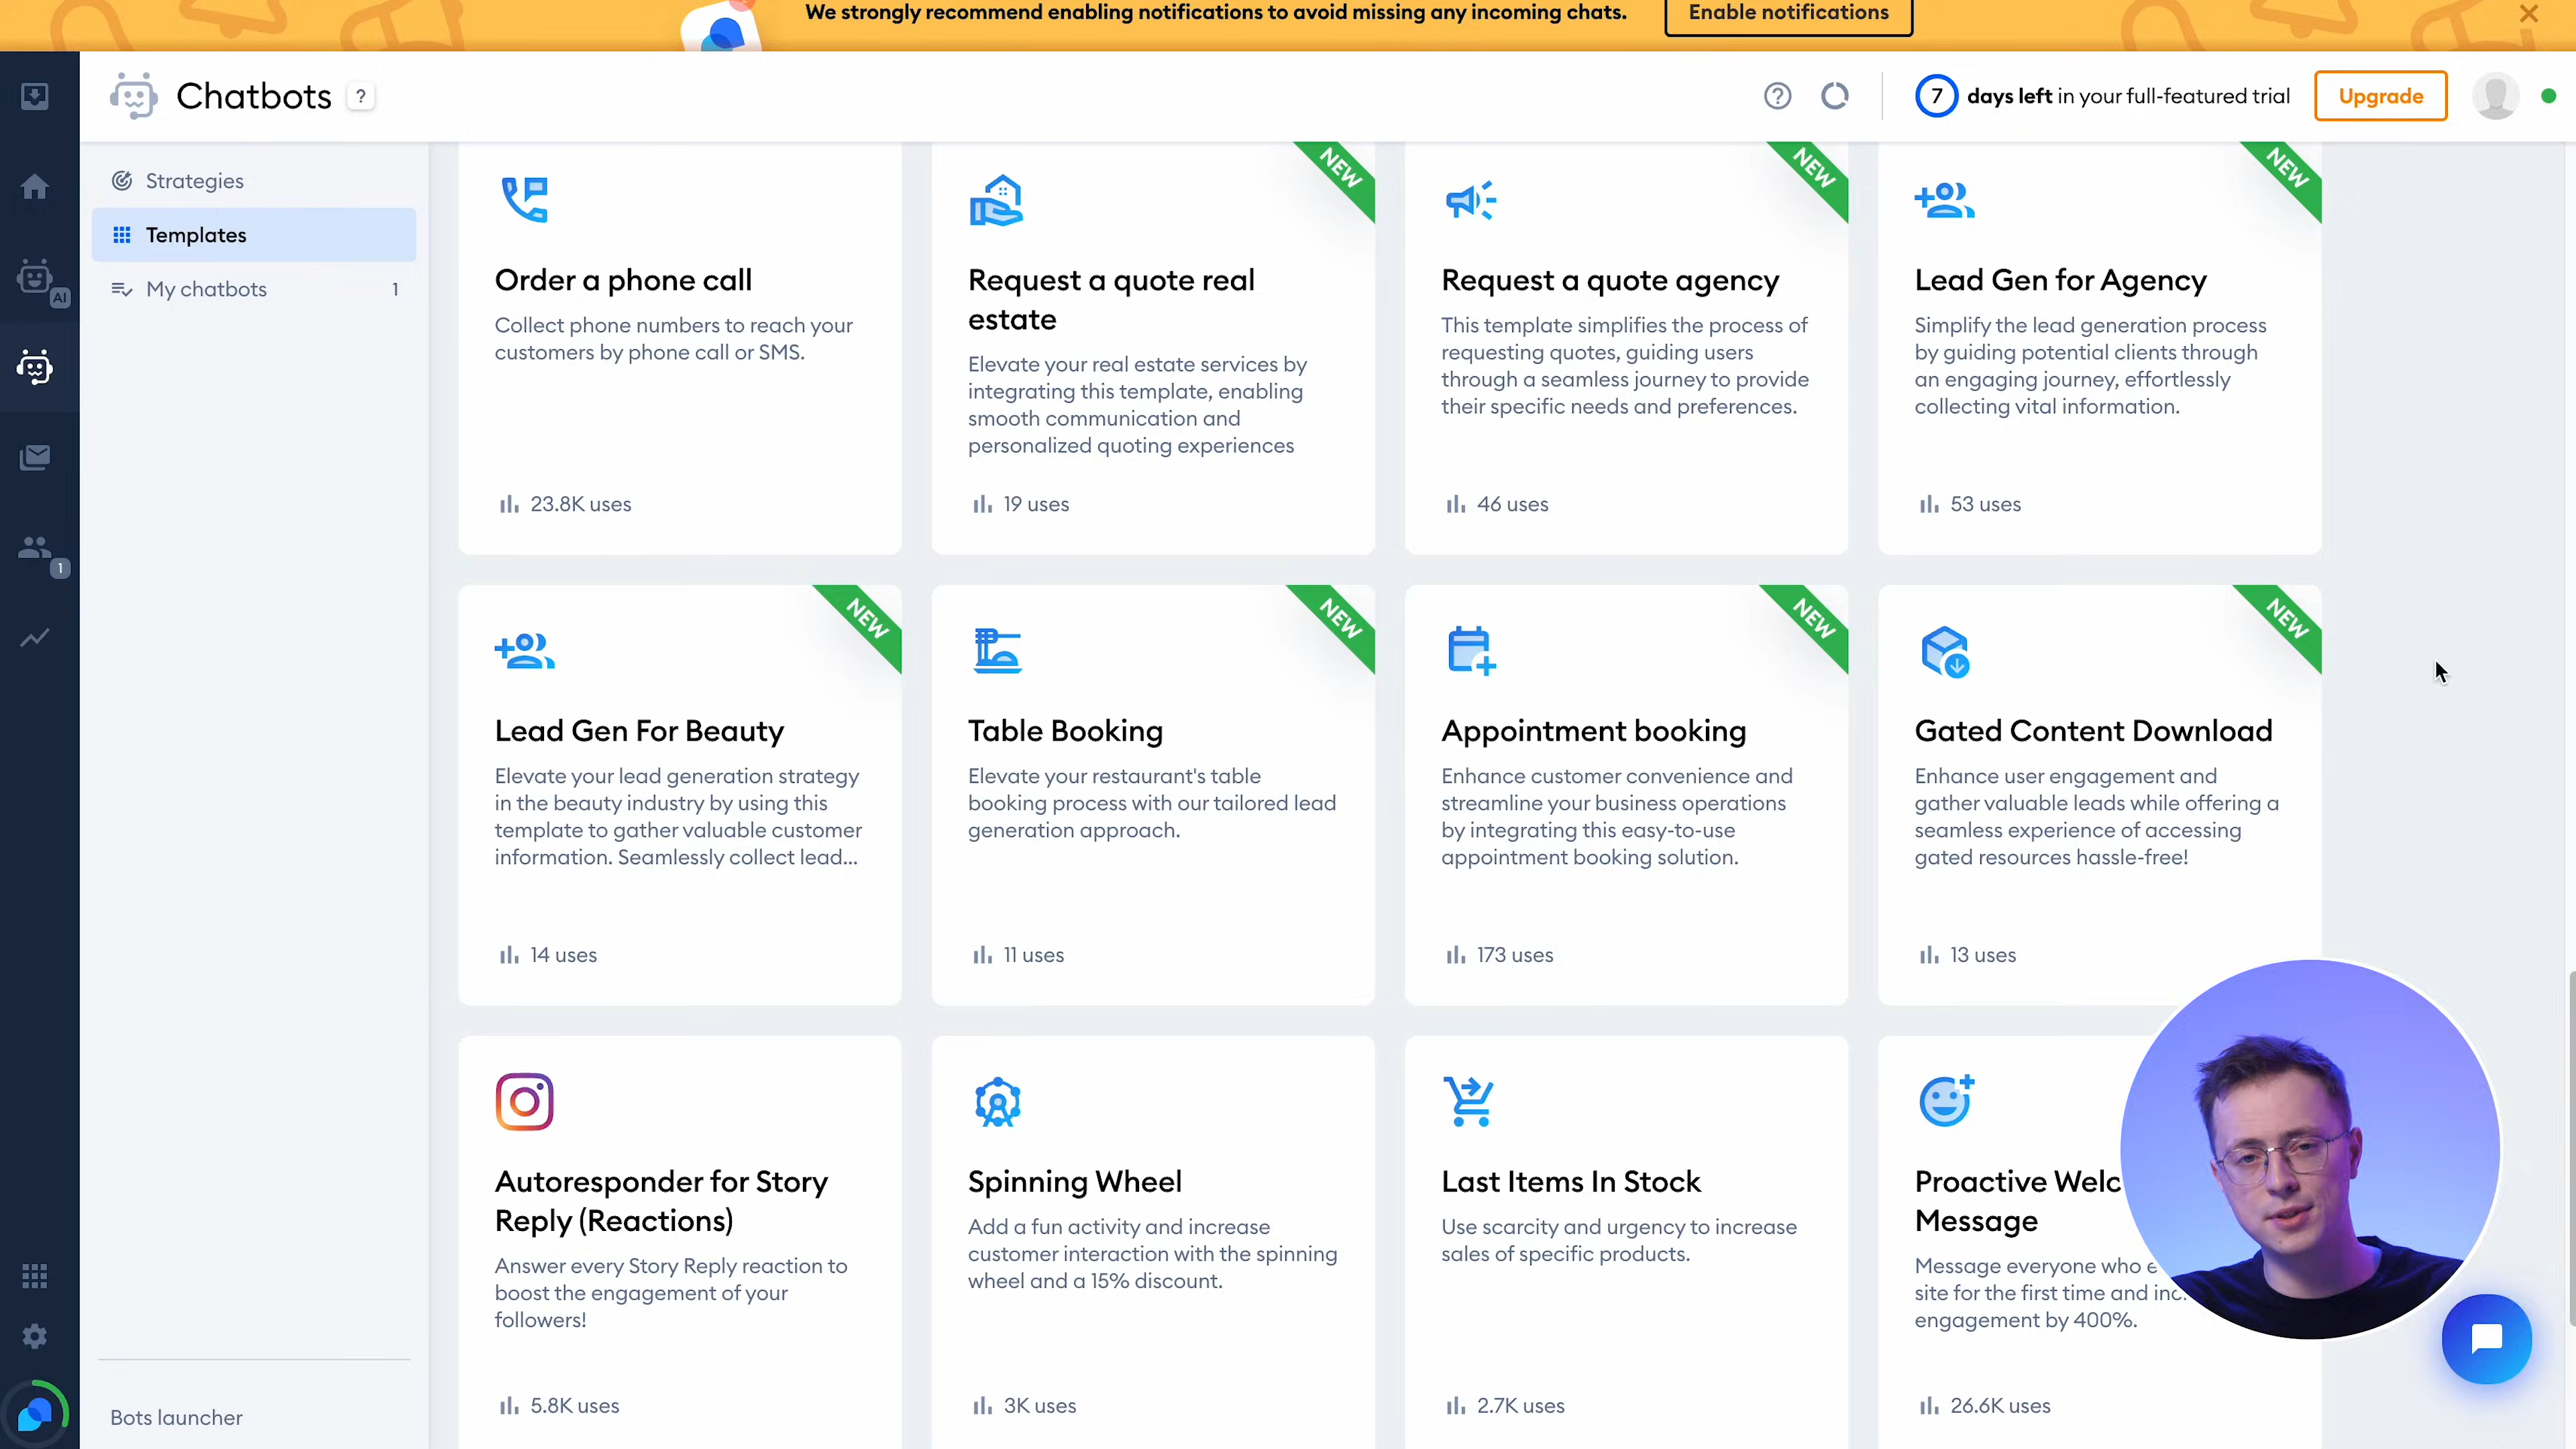 We strongly recommend enabling notifications to avoid missing any incoming chats.
Enable notifications
Chatbots
?
7
days left in your full-featured trial
Upgrade
Strategies
Templates
My chatbots
1
AI
1
Bots launcher
NEW
NEW
NEW
Order a phone call
Collect phone numbers to reach your
customers by phone call or SMS.
23.8K uses
Request a quote real
estate
Elevate your real estate services by
integrating this template, enabling
smooth communication and
personalized quoting experiences
19 uses
Request a quote agency
This template simplifies the process of
requesting quotes, guiding users
through a seamless journey to provide
their specific needs and preferences.
46 uses
Lead Gen for Agency
Simplify the lead generation process
by guiding potential clients through
an engaging journey, effortlessly
collecting vital information.
53 uses
NEW
NEW
NEW
NEW
Lead Gen For Beauty
Elevate your lead generation strategy
in the beauty industry by using this
template to gather valuable customer
information. Seamlessly collect lead...
14 uses
Table Booking
Elevate your restaurant's table
booking process with our tailored lead
generation approach.
11 uses
Appointment booking
Enhance customer convenience and
streamline your business operations
by integrating this easy-to-use
appointment booking solution.
173 uses
Gated Content Download
Enhance user engagement and
gather valuable leads while offering a
seamless experience of accessing
gated resources hassle-free!
13 uses
Autoresponder for Story
Reply (Reactions)
Answer every Story Reply reaction to
boost the engagement of your
followers!
5.8K uses
Spinning Wheel
Add a fun activity and increase
customer interaction with the spinning
wheel and a 15% discount.
3K uses
Last Items In Stock
Use scarcity and urgency to increase
sales of specific products.
2.7K uses
Proactive
Message
Message everyone who
site for the first time and
engagement by 400%.
26.6K uses